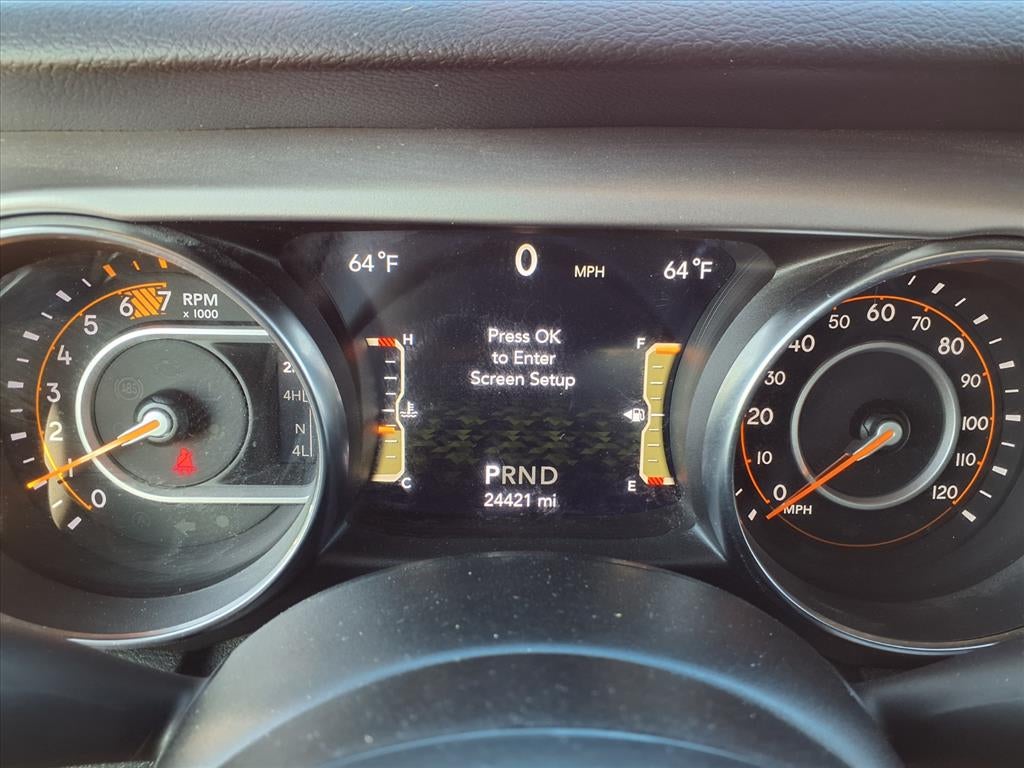 64°F 0 MPH 64°F
Press OK
to Enter
Screen Setup
H
C
F
E
PRND
24421 mi
RPM
x 1000
7
6
5
4
3
2
1
0
4HL
N
4L
0
10
20
30
40
50
60
70
80
90
100
110
120
MPH